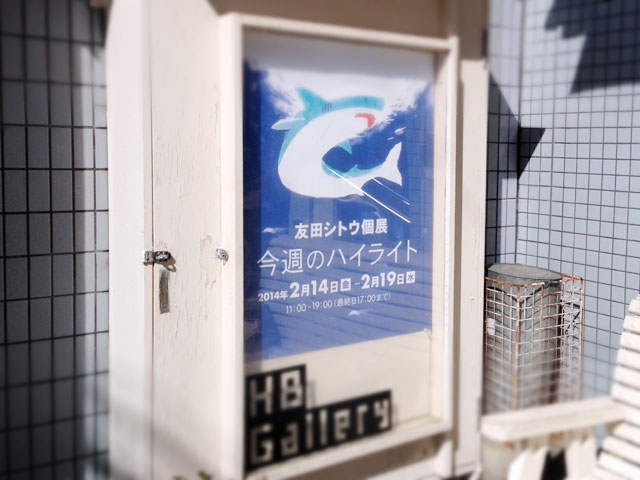 友田シトウ個展
今週のハイライト
2014年2月14日金-2月19日水
11:00-19:00(最終日17:00まで)
HB
Gallery